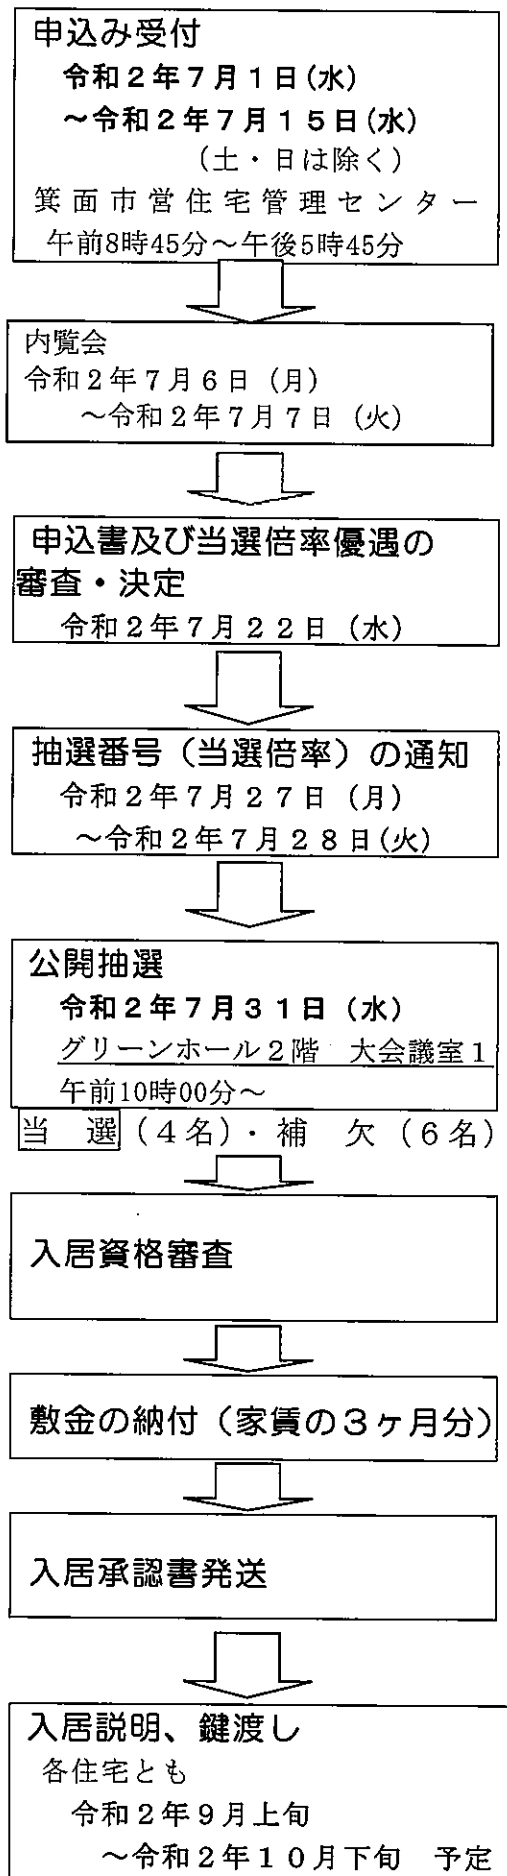 申込み受付
令和２年７月１日(水)
～令和２年７月１５日(水)
（土・日は除く）
箕面市営住宅管理センター
午前8時45分～午後5時45分
内覧会
令和２年７月６日（月）
～令和２年７月７日（火）
申込書及び当選倍率優遇の
審査・決定
令和２年７月２２日（水）
抽選番号（当選倍率）の通知
令和２年７月２７日（月）
～令和２年７月２８日(火)
公開抽選
令和２年７月３１日（水）
グリーンホール２階　大会議室１
午前10時00分～
当　選（４名）・補　欠（６名）
入居資格審査
敷金の納付（家賃の３ヶ月分）
入居承認書発送
入居説明、鍵渡し
各住宅とも
令和２年９月上旬
～令和２年１０月下旬　予定